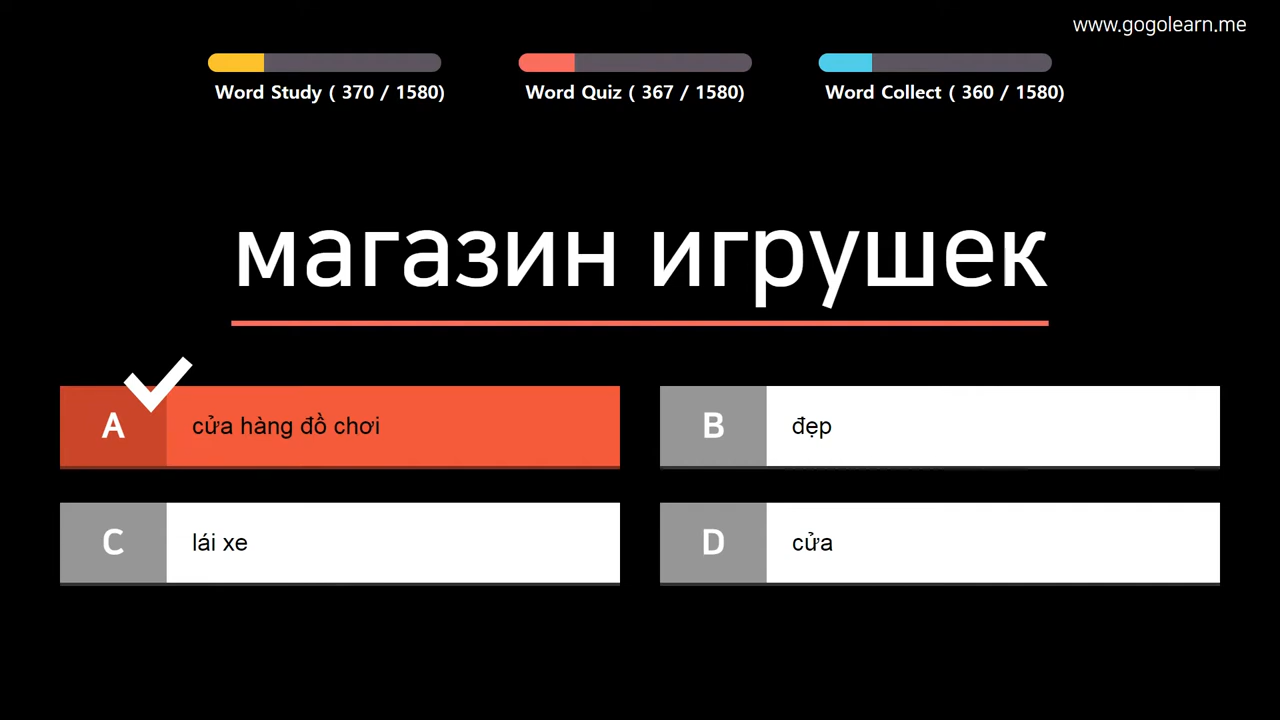 www.gogolearn.me
Word Study ( 370 / 1580)
Word Quiz ( 367 / 1580)
Word Collect ( 360 / 1580)
магазин игрушек
A
cửa hàng đồ chơi
B
đẹp
C
lái xe
D
cửa